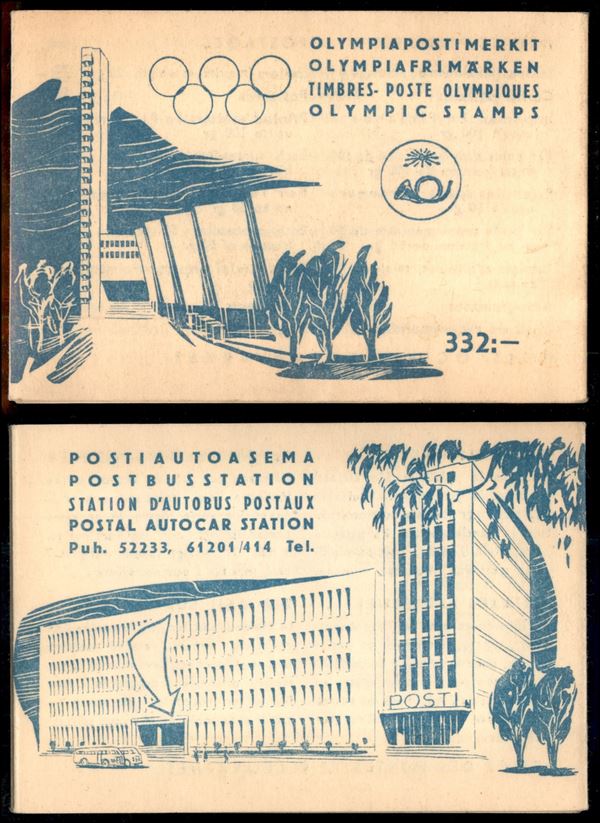 OLYMPIAPOSTIMERKIT
OLYMPIAFRIMÄRKEN
TIMBRES-POSTE OLYMPIQUES
OLYMPIC STAMPS
332:—
POSTIAUTOASEMA
POSTBUSSTATION
STATION D'AUTOBUS POSTAUX
POSTAL AUTOCAR STATION
Puh. 52233, 61201/414 Tel.
POSTI